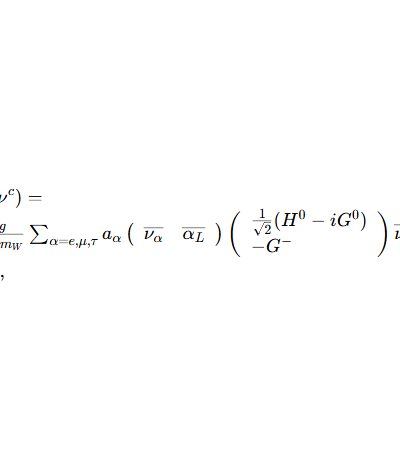 ν^c) =
g/m_W ∑_{α=e,μ,τ} a_α ( \overline{ν_α} \overline{α_L} ) ( 1/√2 (H^0 − iG^0)
−G^− )
,